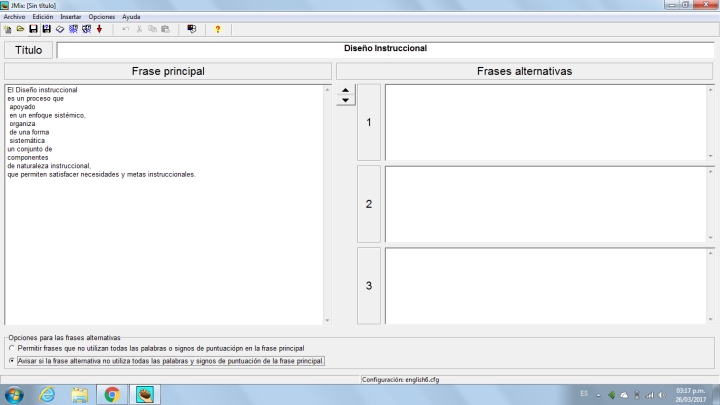 JMix: [Sin título]
Archivo Edición Insertar Opciones Ayuda
Título
Diseño Instruccional
Frase principal
Frases alternativas
El Diseño instruccional
es un proceso que
apoyado
en un enfoque sistémico,
organiza
de una forma
sistemática
un conjunto de
componentes
de naturaleza instruccional,
que permiten satisfacer necesidades y metas instruccionales.
1
2
3
Opciones para las frases alternativas
Permitir frases que no utilizan todas las palabras o signos de puntuaciópn en la frase principal
Avisar si la frase alternativa no utiliza todas las palabras y signos de puntuación de la frase principal
Configuración: english6.cfg
ES
03:17 p.m.
26/03/2017